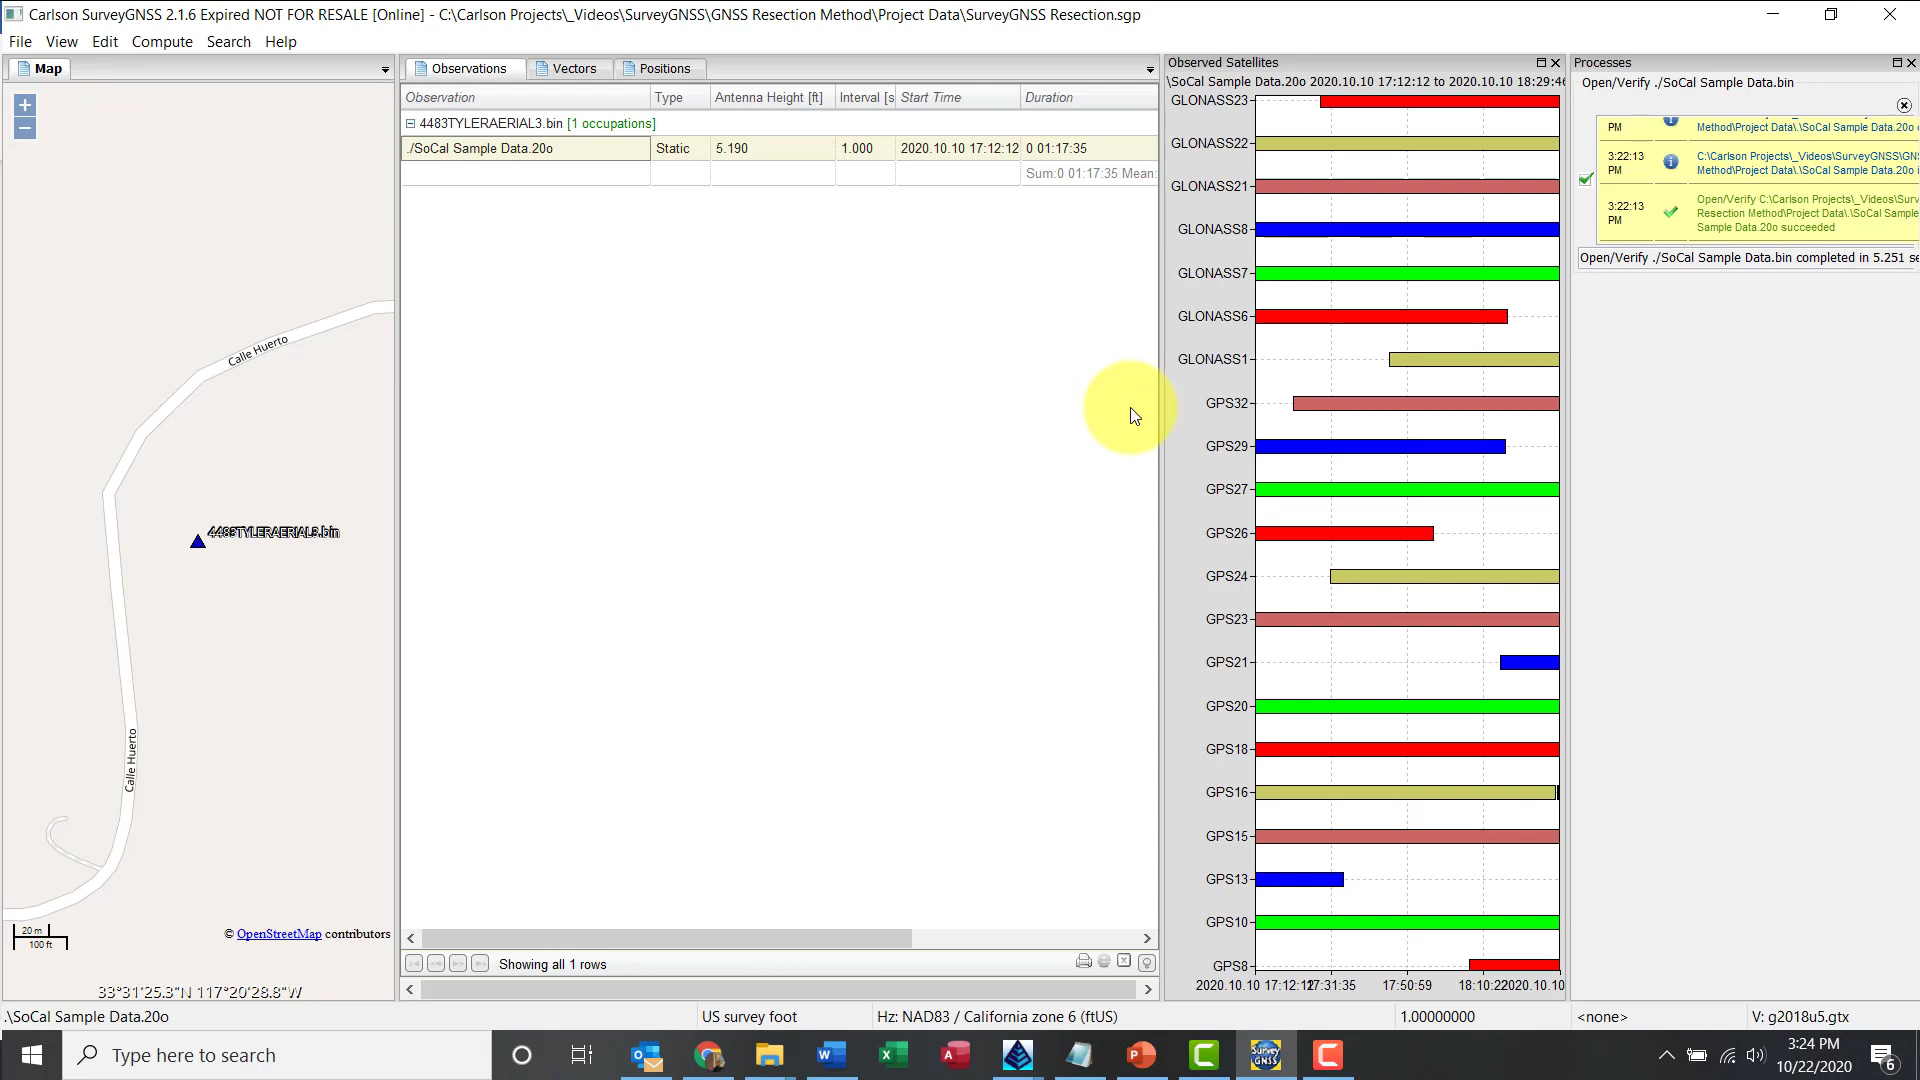 Carlson SurveyGNSS 2.1.6 Expired NOT FOR RESALE [Online] - C:\Carlson Projects\_Videos\SurveyGNSS\GNSS Resection Method\Project Data\SurveyGNSS Resection.sgp
File View Edit Compute Search Help
Map
+
−
Calle Huerto
4483TYLERAERIAL3.bin
Calle Huerto
20 m
100 ft
© OpenStreetMap contributors
33°31'25.3"N 117°20'28.8"W
Observations Vectors Positions
Observation Type Antenna Height [ft] Interval [s Start Time Duration
4483TYLERAERIAL3.bin [1 occupations]
./SoCal Sample Data.20o Static 5.190 1.000 2020.10.10 17:12:12 0 01:17:35
Sum:0 01:17:35 Mean:
Showing all 1 rows
Observed Satellites
\SoCal Sample Data.20o 2020.10.10 17:12:12 to 2020.10.10 18:29:46
GLONASS23
GLONASS22
GLONASS21
GLONASS8
GLONASS7
GLONASS6
GLONASS1
GPS32
GPS29
GPS27
GPS26
GPS24
GPS23
GPS21
GPS20
GPS18
GPS16
GPS15
GPS13
GPS10
GPS8
2020.10.10 17:12:12 17:31:35 17:50:59 18:10:22 2020.10.10
Processes
Open/Verify ./SoCal Sample Data.bin
PM Method\Project Data\.\SoCal Sample Data.20o
3:22:13 PM C:\Carlson Projects\_Videos\SurveyGNSS\GN
Method\Project Data\.\SoCal Sample Data.20o i
3:22:13 PM Open/Verify C:\Carlson Projects\_Videos\Surv
Resection Method\Project Data\.\SoCal Sample
Sample Data.20o succeeded
Open/Verify ./SoCal Sample Data.bin completed in 5.251 se
.\SoCal Sample Data.20o US survey foot Hz: NAD83 / California zone 6 (ftUS) 1.00000000 <none> V: g2018u5.gtx
Type here to search
Survey
GNSS
3:24 PM
10/22/2020
6